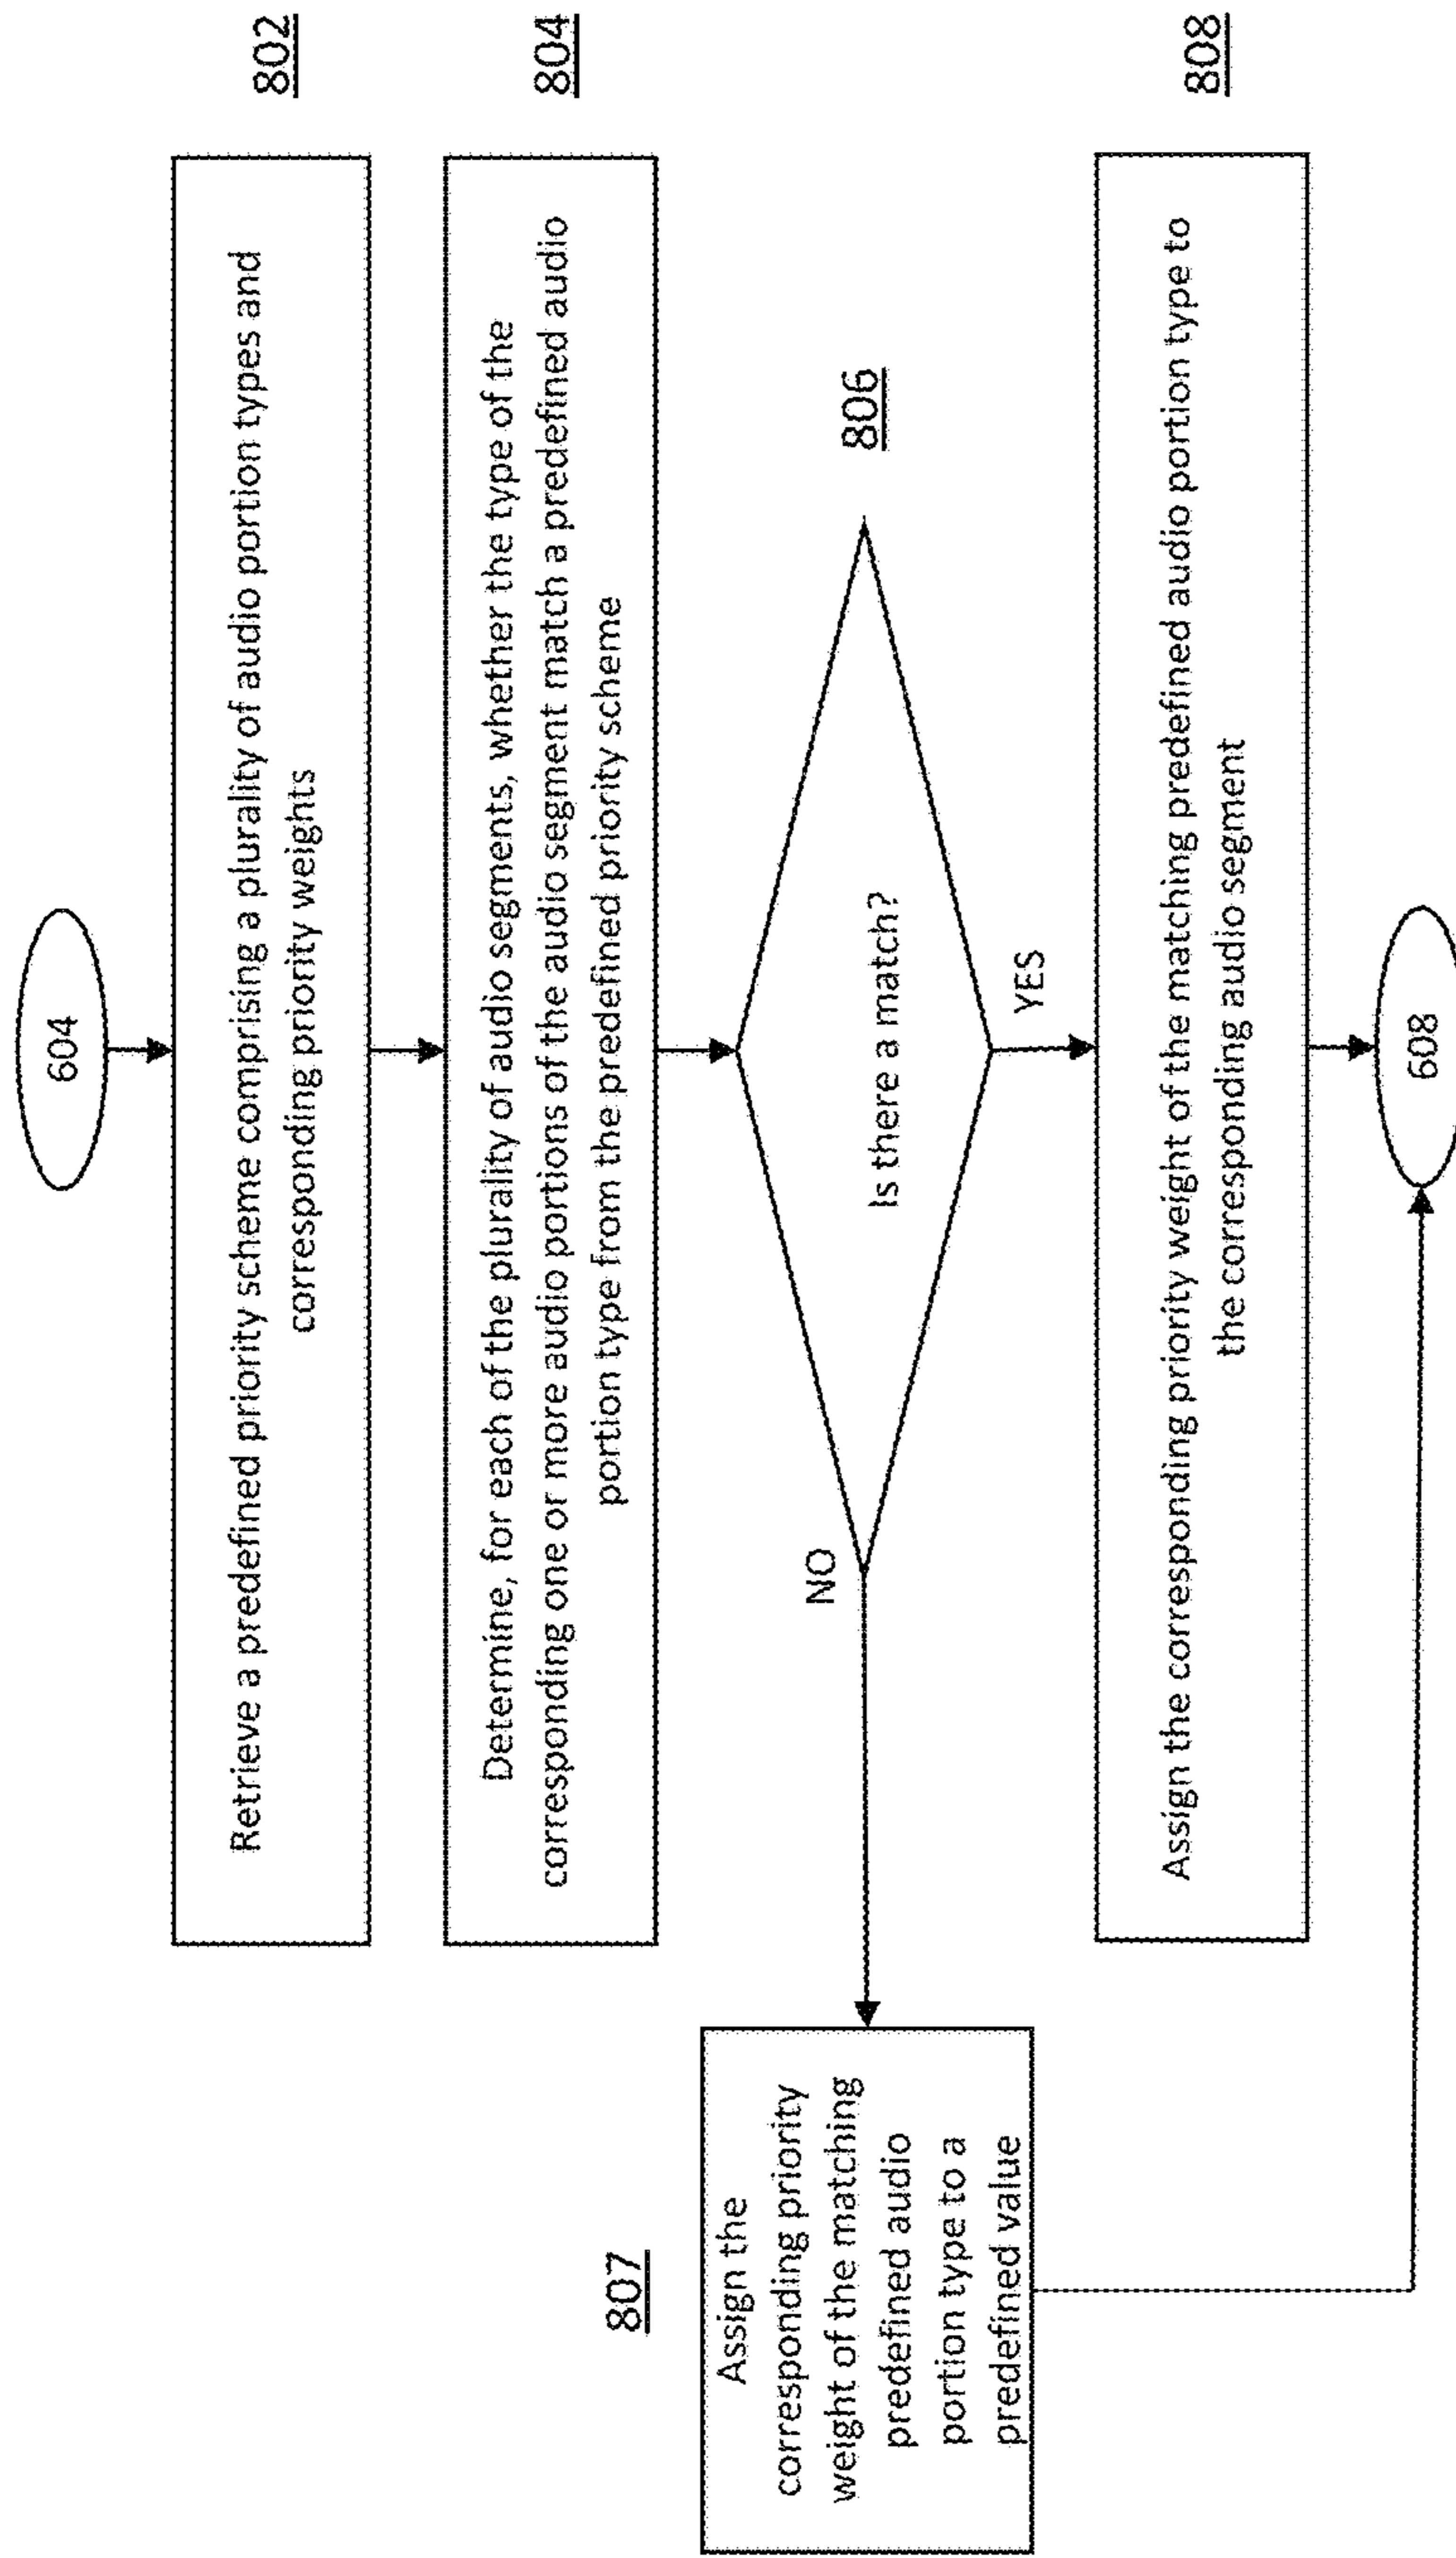 604
802
Retrieve a predefined priority scheme comprising a plurality of audio portion types and
corresponding priority weights
804
Determine, for each of the plurality of audio segments, whether the type of the
corresponding one or more audio portions of the audio segment match a predefined audio
portion type from the predefined priority scheme
806
Is there a match?
NO
YES
807
Assign the
corresponding priority
weight of the matching
predefined audio
portion type to a
predefined value
808
Assign the corresponding priority weight of the matching predefined audio portion type to
the corresponding audio segment
608